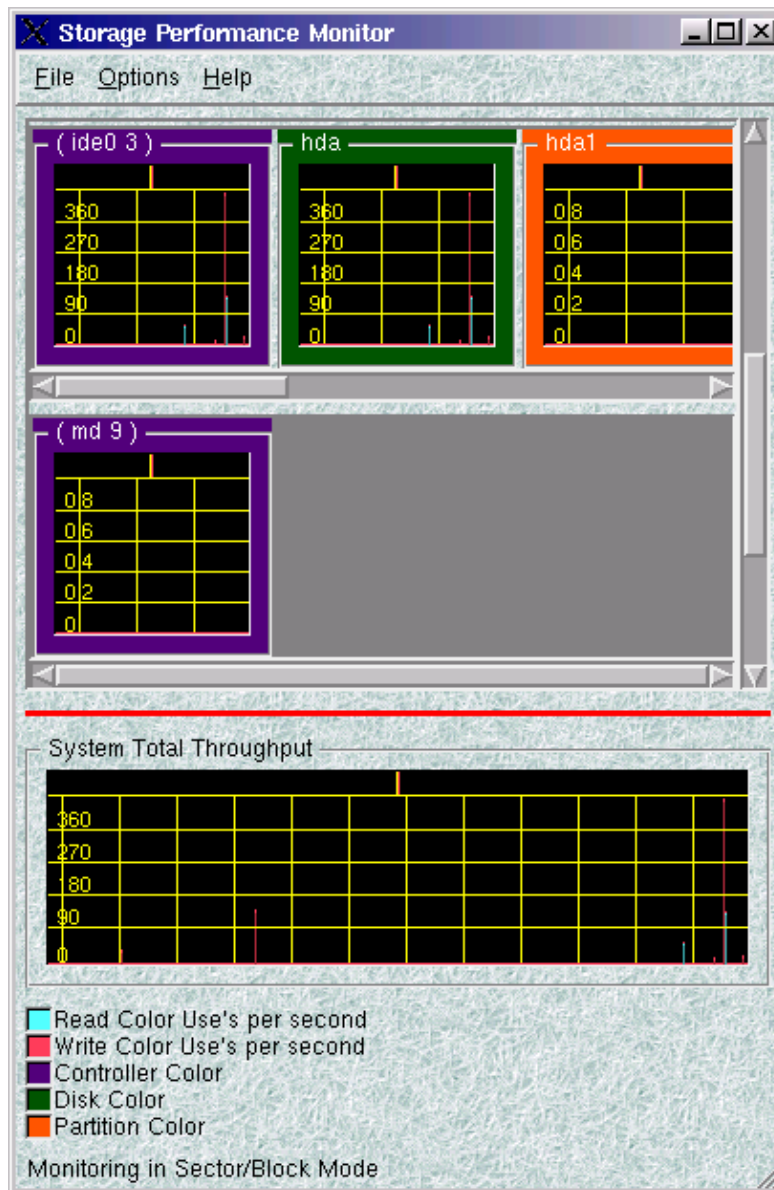 Storage Performance Monitor
File Options Help
( ide0 3 ) hda hda1
360 360 0.8
270 270 0.6
180 180 0.4
90 90 0.2
0 0 0
( md 9 )
0.8
0.6
0.4
0.2
0
System Total Throughput
360
270
180
90
0
Read Color Use's per second
Write Color Use's per second
Controller Color
Disk Color
Partition Color
Monitoring in Sector/Block Mode